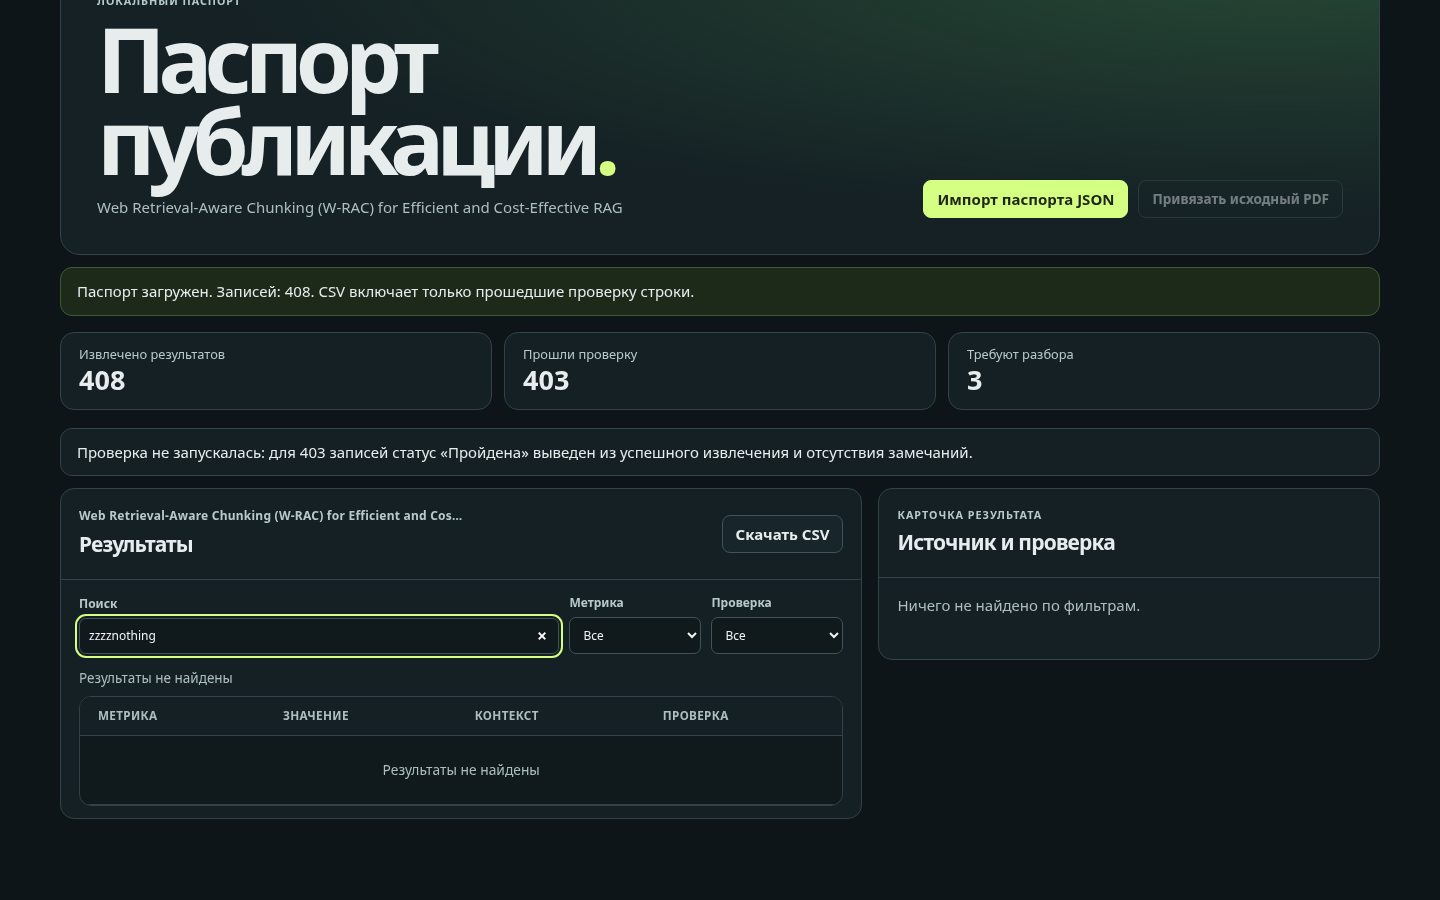 ЛОКАЛЬНЫЙ ПАСПОРТ
Паспорт
публикации.
Web Retrieval-Aware Chunking (W-RAC) for Efficient and Cost-Effective RAG
Импорт паспорта JSON
Привязать исходный PDF
Паспорт загружен. Записей: 408. CSV включает только прошедшие проверку строки.
Извлечено результатов
408
Прошли проверку
403
Требуют разбора
3
Проверка не запускалась: для 403 записей статус «Пройдена» выведен из успешного извлечения и отсутствия замечаний.
Web Retrieval-Aware Chunking (W-RAC) for Efficient and Cos...
Результаты
Скачать CSV
Поиск
zzzznothing
Метрика
Все
Проверка
Все
Результаты не найдены
МЕТРИКА ЗНАЧЕНИЕ КОНТЕКСТ ПРОВЕРКА
Результаты не найдены
КАРТОЧКА РЕЗУЛЬТАТА
Источник и проверка
Ничего не найдено по фильтрам.